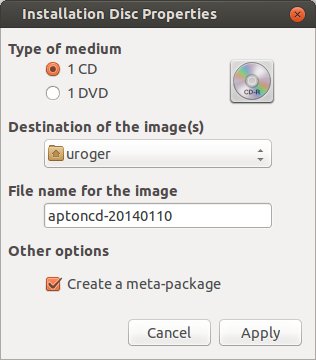 Installation Disc Properties
Type of medium
1 CD
1 DVD
CD-R
Destination of the image(s)
uroger
File name for the image
aptoncd-20140110
Other options
Create a meta-package
Cancel Apply